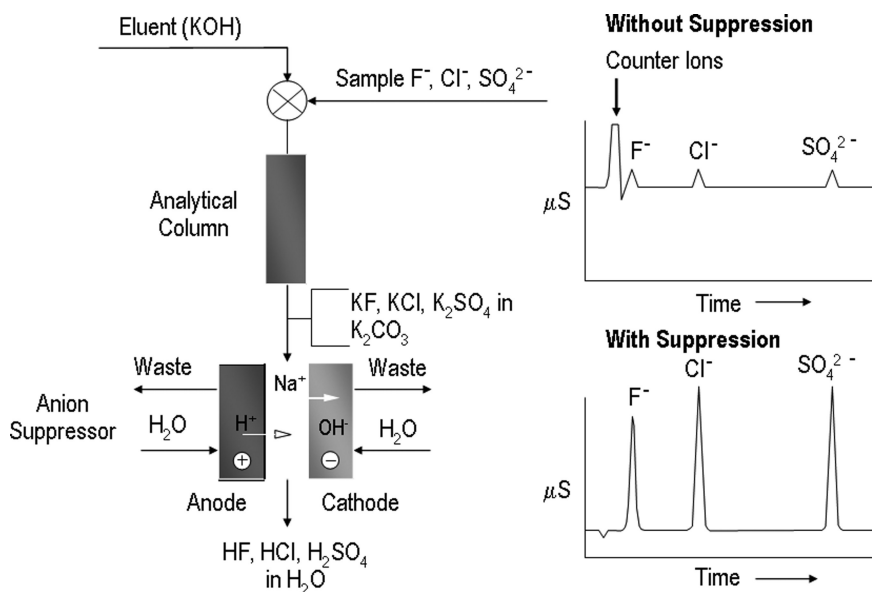 Eluent (KOH)
Sample F⁻, Cl⁻, SO₄²⁻
Analytical
Column
KF, KCl, K₂SO₄ in
K₂CO₃
Waste
Na⁺
Waste
Anion
Suppressor
H₂O
H⁺
OH⁻
H₂O
+
−
Anode
Cathode
HF, HCl, H₂SO₄
in H₂O
Without Suppression
Counter Ions
F⁻
Cl⁻
SO₄²⁻
μS
Time
With Suppression
F⁻
Cl⁻
SO₄²⁻
μS
Time